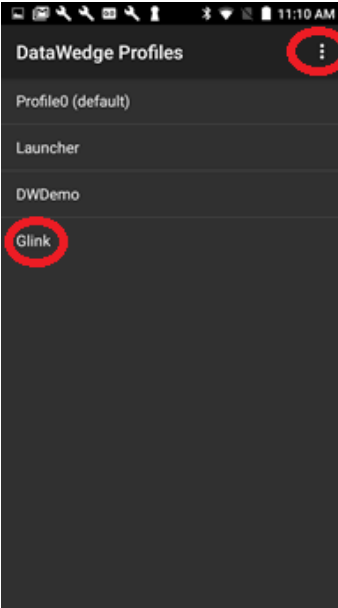 11:10 AM
DataWedge Profiles
Profile0 (default)
Launcher
DWDemo
Glink